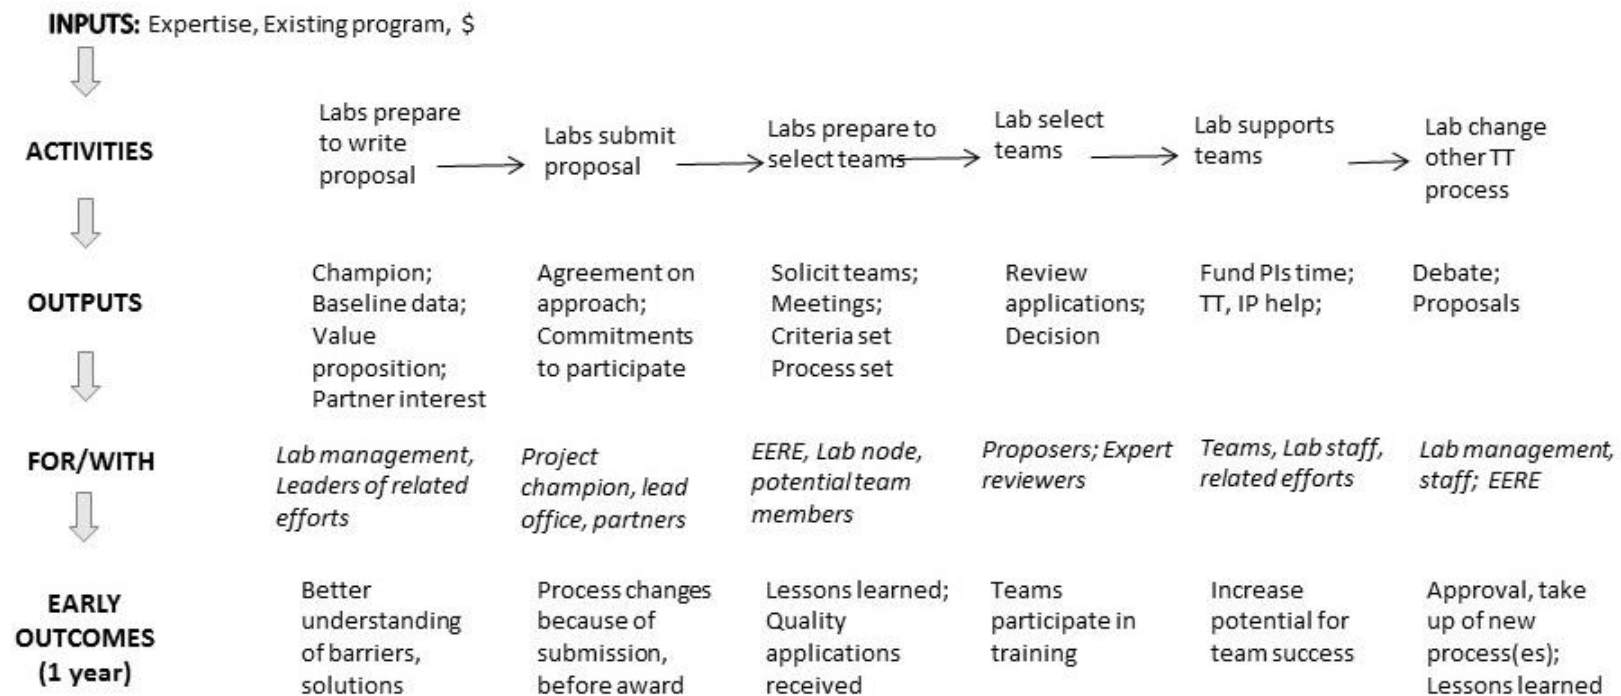 INPUTS: Expertise, Existing program, $
ACTIVITIES
Labs prepare
to write
proposal
Labs submit
proposal
Labs prepare to
select teams
Lab select
teams
Lab supports
teams
Lab change
other TT
process
OUTPUTS
Champion;
Baseline data;
Value
proposition;
Partner interest
Agreement on
approach;
Commitments
to participate
Solicit teams;
Meetings;
Criteria set
Process set
Review
applications;
Decision
Fund PIs time;
TT, IP help;
Debate;
Proposals
FOR/WITH
Lab management,
Leaders of related
efforts
Project
champion, lead
office, partners
EERE, Lab node,
potential team
members
Proposers; Expert
reviewers
Teams, Lab staff,
related efforts
Lab management,
staff; EERE
EARLY
OUTCOMES
(1 year)
Better
understanding
of barriers,
solutions
Process changes
because of
submission,
before award
Lessons learned;
Quality
applications
received
Teams
participate in
training
Increase
potential for
team success
Approval, take
up of new
process(es);
Lessons learned